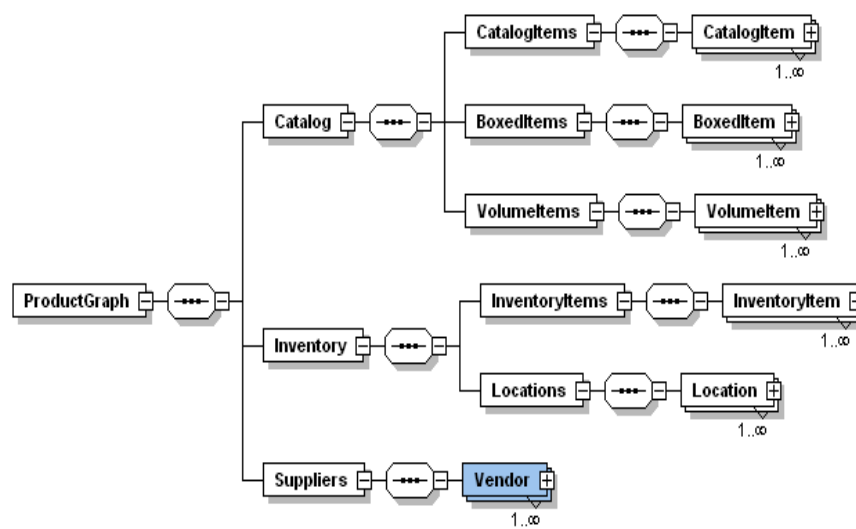 CatalogItems
CatalogItem
1..∞
Catalog
BoxedItems
BoxedItem
1..∞
VolumeItems
VolumeItem
1..∞
ProductGraph
InventoryItems
InventoryItem
1..∞
Inventory
Locations
Location
1..∞
Suppliers
Vendor
1..∞